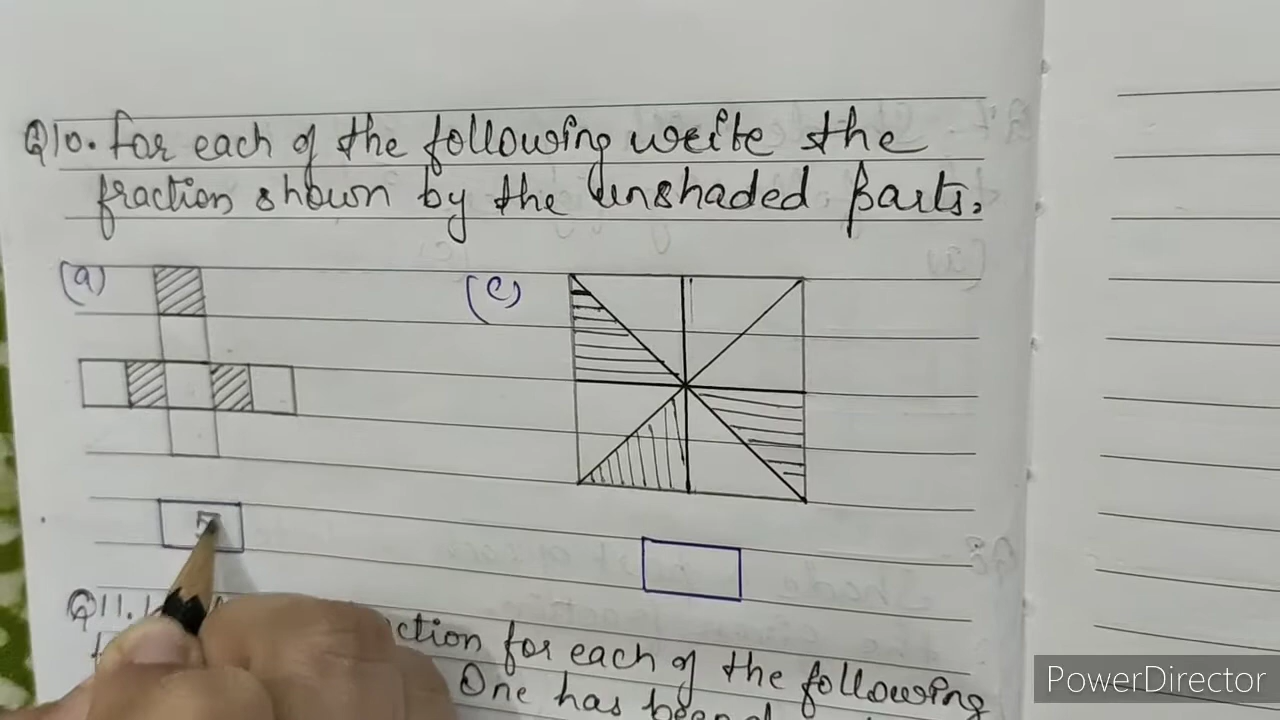 Q10. For each of the following write the
fraction shown by the unshaded parts.
(a)
(c)
5
Q11.
ction for each of the following
One has been
PowerDirector